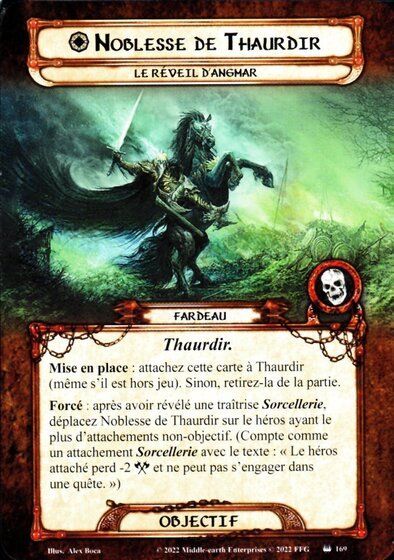 Noblesse de Thaurdir
Le Réveil d'Angmar
Fardeau
Thaurdir.
Mise en place : attachez cette carte à Thaurdir
(même s'il est hors jeu). Sinon, retirez-la de la partie.
Forcé : après avoir révélé une traîtrise Sorcellerie,
déplacez Noblesse de Thaurdir sur le héros ayant le
plus d'attachements non-objectif. (Compte comme
un attachement Sorcellerie avec le texte : « Le héros
attaché perd -2 et ne peut pas s'engager dans
une quête. »)
Objectif
Illus. Alex Boca © 2022 Middle-earth Enterprises © 2022 FFG 169